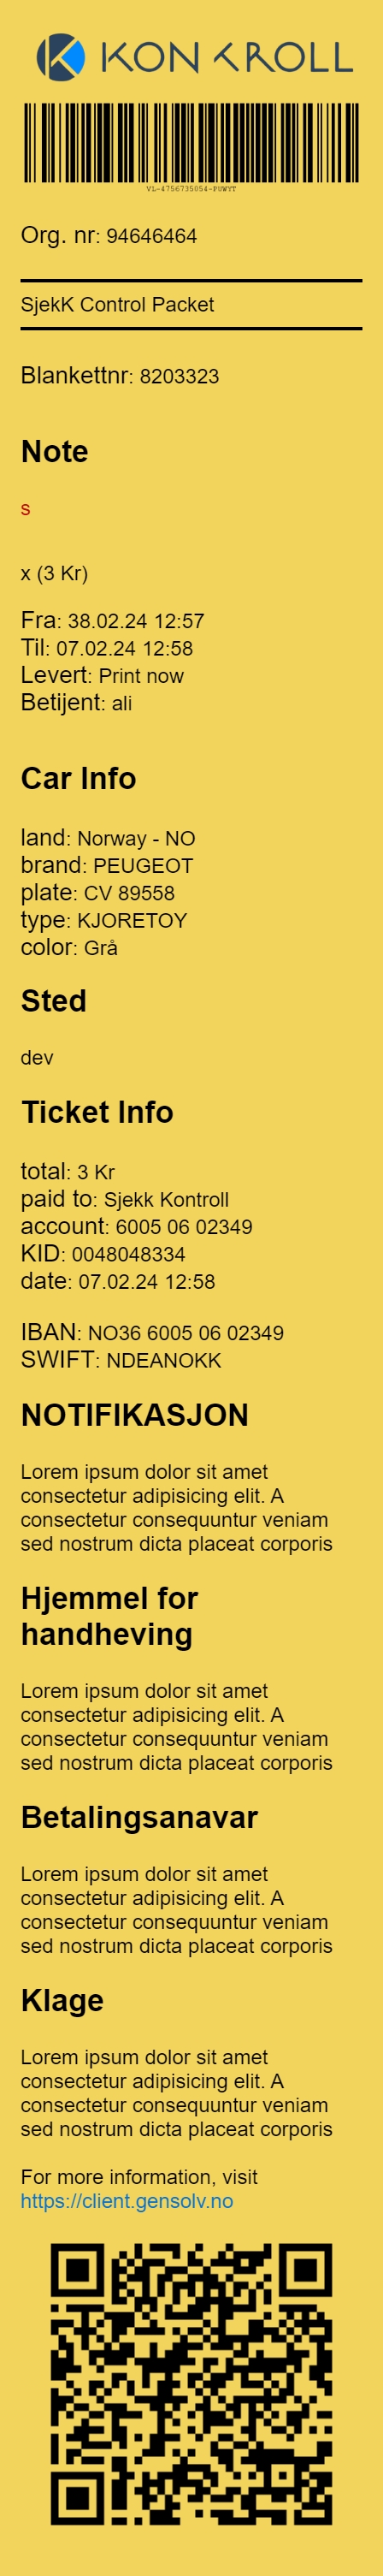 KONTROLL
VL-4756735054-PUWYT
Org. nr: 94646464
SjekK Control Packet
Blankettnr: 8203323
Note
s
x (3 Kr)
Fra: 38.02.24 12:57
Til: 07.02.24 12:58
Levert: Print now
Betijent: ali
Car Info
land: Norway - NO
brand: PEUGEOT
plate: CV 89558
type: KJORETOY
color: Grå
Sted
dev
Ticket Info
total: 3 Kr
paid to: Sjekk Kontroll
account: 6005 06 02349
KID: 0048048334
date: 07.02.24 12:58
IBAN: NO36 6005 06 02349
SWIFT: NDEANOKK
NOTIFIKASJON
Lorem ipsum dolor sit amet
consectetur adipisicing elit. A
consectetur consequuntur veniam
sed nostrum dicta placeat corporis
Hjemmel for
handheving
Lorem ipsum dolor sit amet
consectetur adipisicing elit. A
consectetur consequuntur veniam
sed nostrum dicta placeat corporis
Betalingsanavar
Lorem ipsum dolor sit amet
consectetur adipisicing elit. A
consectetur consequuntur veniam
sed nostrum dicta placeat corporis
Klage
Lorem ipsum dolor sit amet
consectetur adipisicing elit. A
consectetur consequuntur veniam
sed nostrum dicta placeat corporis
For more information, visit
https://client.gensolv.no